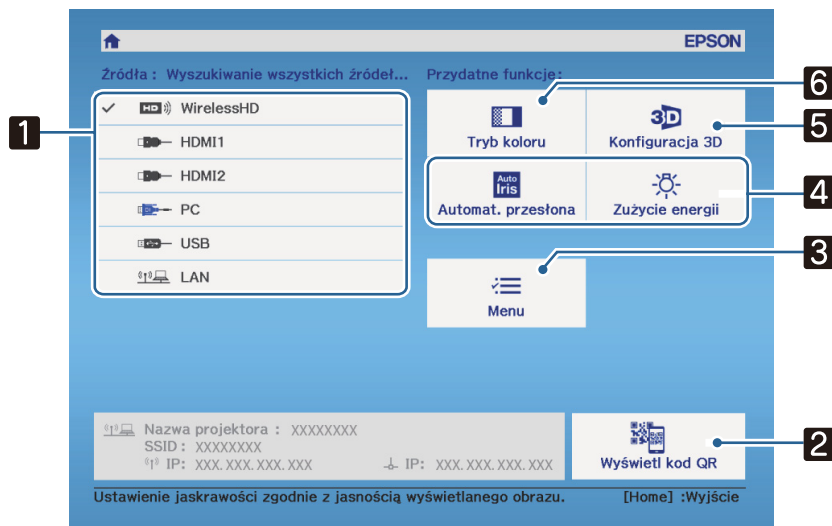 EPSON
Źródła : Wyszukiwanie wszystkich źródeł...
Przydatne funkcje:
HD WirelessHD
HDMI1
HDMI2
PC
USB
LAN
Tryb koloru
3D
Konfiguracja 3D
Auto
Iris
Automat. przesłona
Zużycie energii
Menu
Nazwa projektora : XXXXXXXX
SSID : XXXXXXXX
IP: XXX. XXX. XXX. XXX
IP: XXX. XXX. XXX. XXX
Wyświetl kod QR
Ustawienie jaskrawości zgodnie z jasnością wyświetlanego obrazu.
[Home] :Wyjście
1
6
5
4
3
2